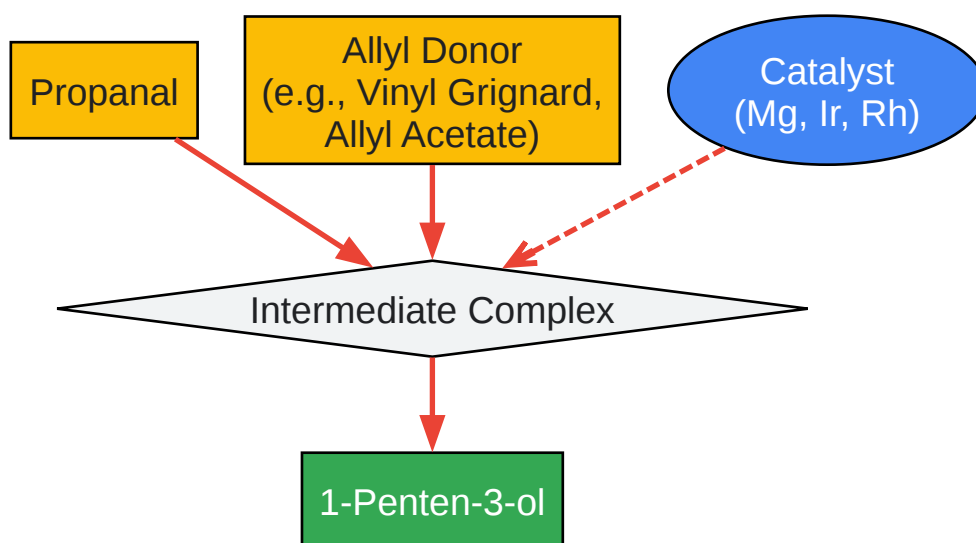 Propanal
Allyl Donor
(e.g., Vinyl Grignard,
Allyl Acetate)
Catalyst
(Mg, Ir, Rh)
Intermediate Complex
1-Penten-3-ol